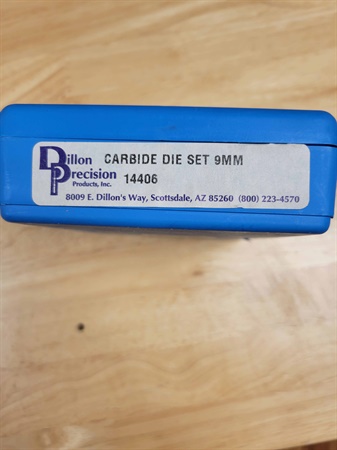 Dillon
Precision
Products, Inc.
CARBIDE DIE SET 9MM
14406
8009 E. Dillon's Way, Scottsdale, AZ 85260 (800) 223-4570